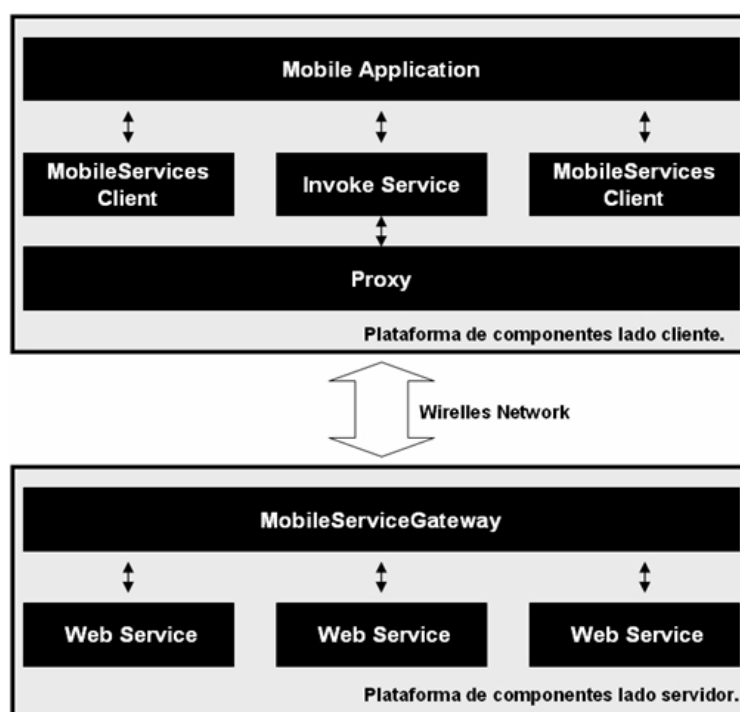 Mobile Application
MobileServices
Client
Invoke Service
MobileServices
Client
Proxy
Plataforma de componentes lado cliente.
Wirelles Network
MobileServiceGateway
Web Service
Web Service
Web Service
Plataforma de componentes lado servidor.